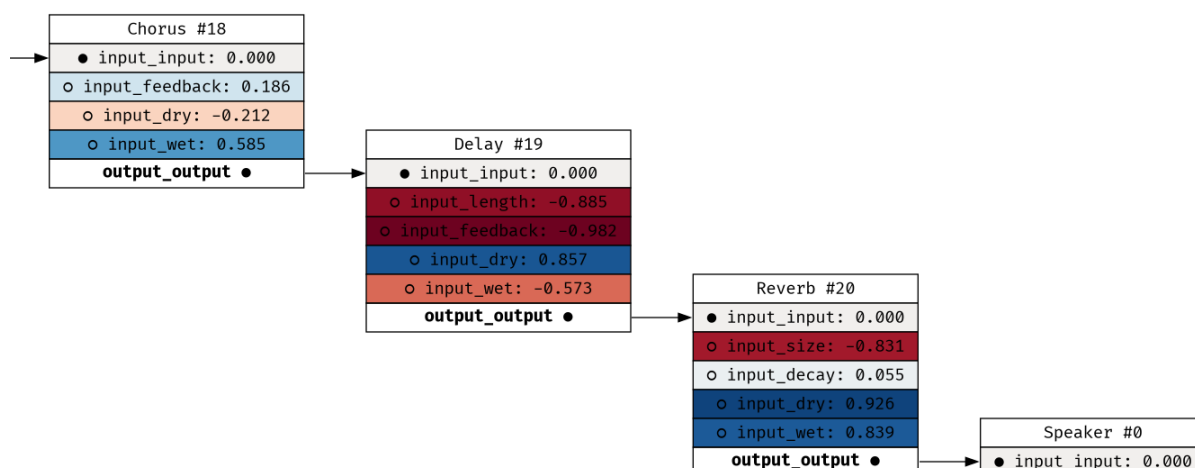 Chorus #18
input_input: 0.000
input_feedback: 0.186
input_dry: -0.212
input_wet: 0.585
output_output
Delay #19
input_input: 0.000
input_length: -0.885
input_feedback: -0.982
input_dry: 0.857
input_wet: -0.573
output_output
Reverb #20
input_input: 0.000
input_size: -0.831
input_decay: 0.055
input_dry: 0.926
input_wet: 0.839
output_output
Speaker #0
input_input: 0.000